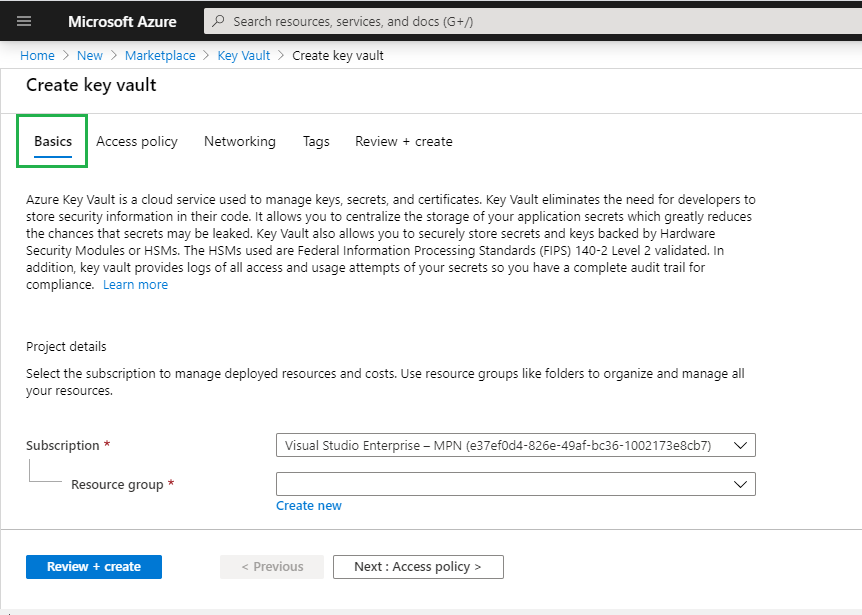 Microsoft Azure
Search resources, services, and docs (G+/)
Home > New > Marketplace > Key Vault > Create key vault
Create key vault
Basics Access policy Networking Tags Review + create
Azure Key Vault is a cloud service used to manage keys, secrets, and certificates. Key Vault eliminates the need for developers to
store security information in their code. It allows you to centralize the storage of your application secrets which greatly reduces
the chances that secrets may be leaked. Key Vault also allows you to securely store secrets and keys backed by Hardware
Security Modules or HSMs. The HSMs used are Federal Information Processing Standards (FIPS) 140-2 Level 2 validated. In
addition, key vault provides logs of all access and usage attempts of your secrets so you have a complete audit trail for
compliance. Learn more
Project details
Select the subscription to manage deployed resources and costs. Use resource groups like folders to organize and manage all
your resources.
Subscription * Visual Studio Enterprise – MPN (e37ef0d4-826e-49af-bc36-1002173e8cb7)
Resource group *
Create new
Review + create < Previous Next : Access policy >